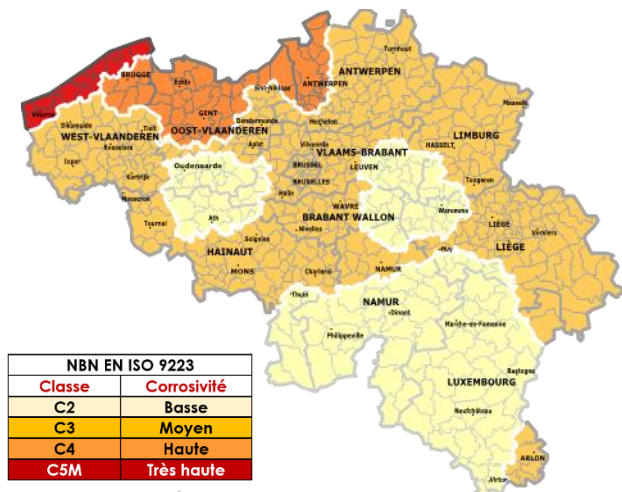 Turnhout
BRUGGE
ANTWERPEN
Eeklo
Sint-Niklaas
ANTWERPEN
Veurne
Maaseik
GENT
Diksmuide
Dendermonde
Mechelen
WEST-VLAANDEREN
Tielt
OOST-VLAANDEREN
LIMBURG
Roeselare
Aalst
Vilvoorde
VLAAMS-BRABANT
HASSELT
Ieper
Oudenaarde
BRUSSEL
LEUVEN
Kortrijk
BRUXELLES
Tongeren
Mouscron
Halle
WAVRE
Waremme
Ath
BRABANT WALLON
Tournai
LIÈGE
Verviers
Nivelles
Soignies
LIÈGE
HAINAUT
Huy
MONS
Charleroi
NAMUR
Thuin
NAMUR
Dinant
Marche-en-Famenne
Philippeville
Bastogne
LUXEMBOURG
Neufchâteau
ARLON
Virton
NBN EN ISO 9223
Classe Corrosivité
C2 Basse
C3 Moyen
C4 Haute
C5M Très haute